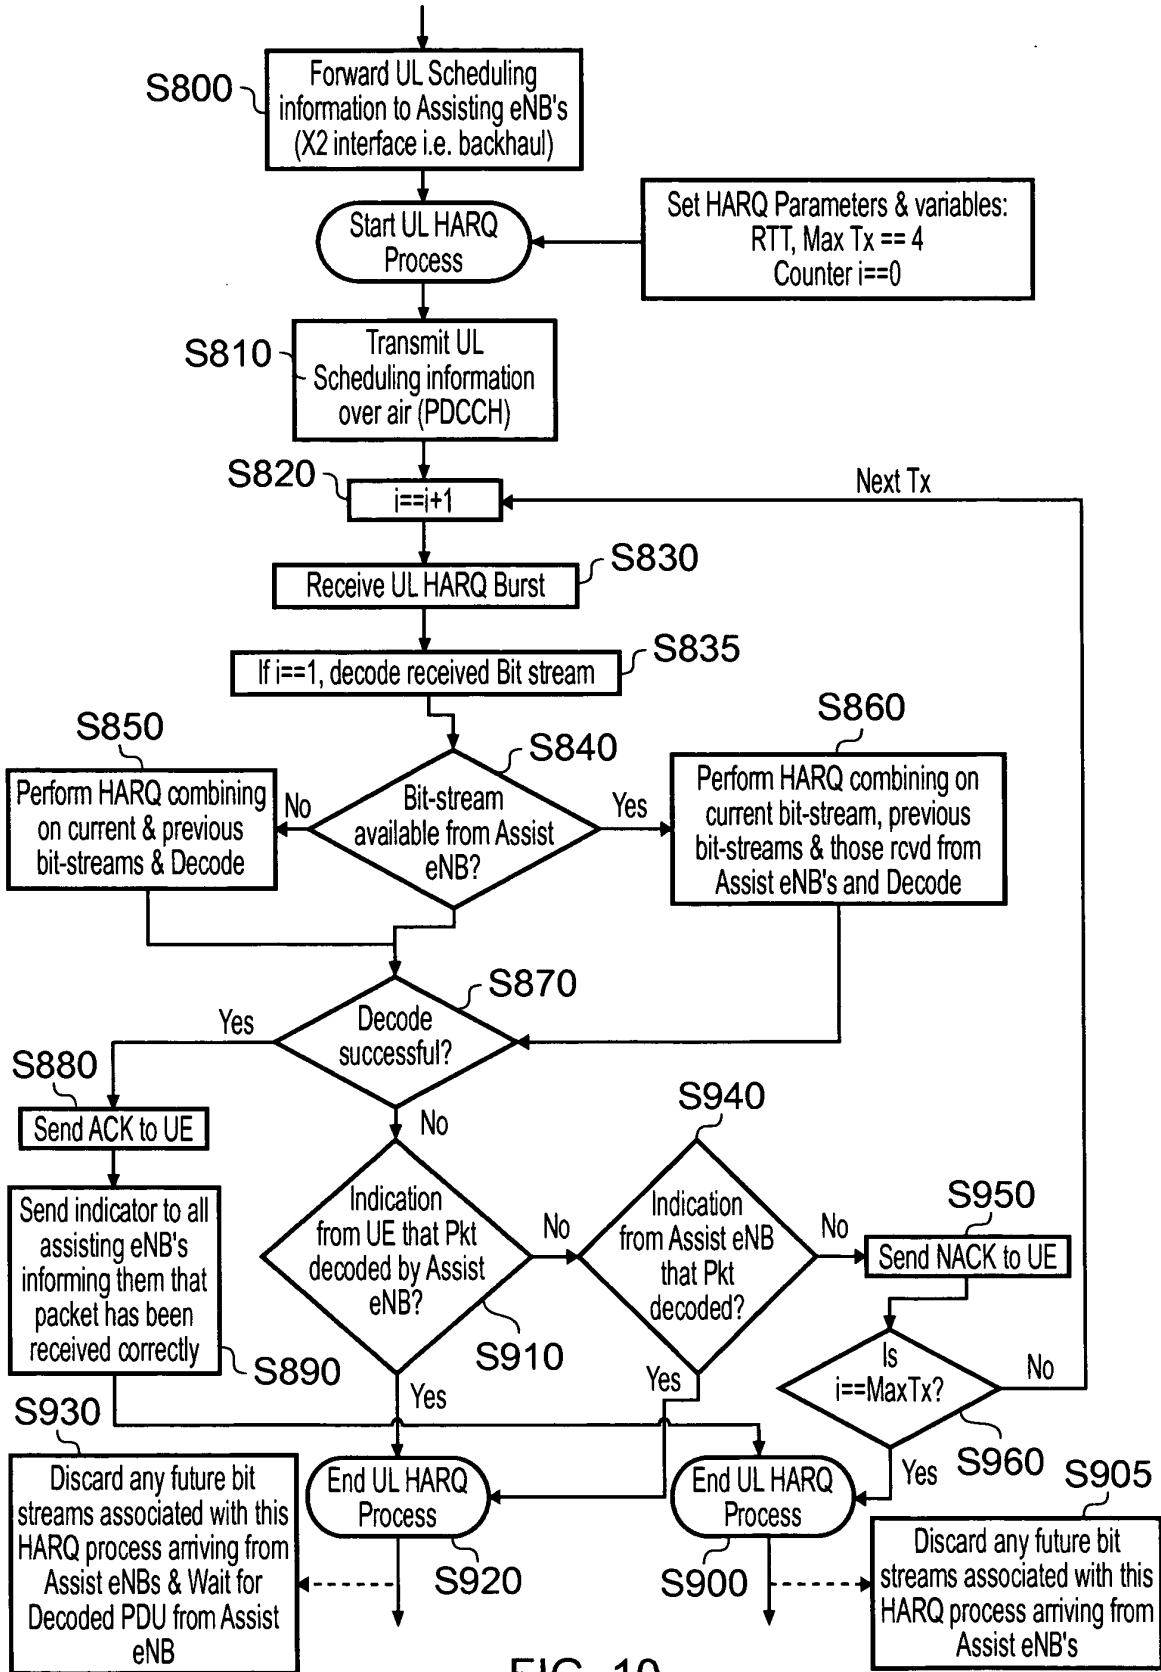 S800
Forward UL Scheduling
information to Assisting eNB's
(X2 interface i.e. backhaul)
Start UL HARQ
Process
Set HARQ Parameters & variables:
RTT, Max Tx == 4
Counter i==0
S810
Transmit UL
Scheduling information
over air (PDCCH)
S820
i==i+1
Next Tx
S830
Receive UL HARQ Burst
S835
If i==1, decode received Bit stream
S850
Perform HARQ combining
on current & previous
bit-streams & Decode
No
S840
Bit-stream
available from Assist
eNB?
Yes
S860
Perform HARQ combining on
current bit-stream, previous
bit-streams & those rcvd from
Assist eNB's and Decode
S870
Decode
successful?
Yes
No
S880
Send ACK to UE
S890
Send indicator to all
assisting eNB's
informing them that
packet has been
received correctly
S910
Indication
from UE that Pkt
decoded by Assist
eNB?
No
Yes
S940
Indication
from Assist eNB
that Pkt
decoded?
No
Yes
S950
Send NACK to UE
Is
i==MaxTx?
No
S960
Yes
S930
Discard any future bit
streams associated with this
HARQ process arriving from
Assist eNBs & Wait for
Decoded PDU from Assist
eNB
End UL HARQ
Process
S920
End UL HARQ
Process
S900
S905
Discard any future bit
streams associated with this
HARQ process arriving from
Assist eNB's
FIG. 10